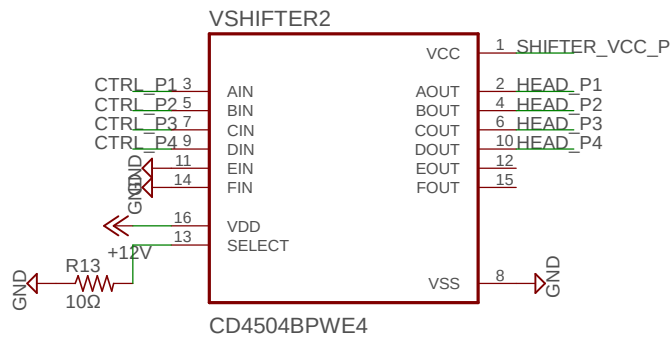 VSHIFTER2
VCC 1 SHIFTER_VCC_P
CTRL_P1 3 AIN AOUT 2 HEAD_P1
CTRL_P2 5 BIN BOUT 4 HEAD_P2
CTRL_P3 7 CIN COUT 6 HEAD_P3
CTRL_P4 9 DIN DOUT 10 HEAD_P4
GND 11 EIN EOUT 12
GND 14 FIN FOUT 15
16 VDD
+12V 13 SELECT
GND R13 10Ω
VSS 8 GND
CD4504BPWE4